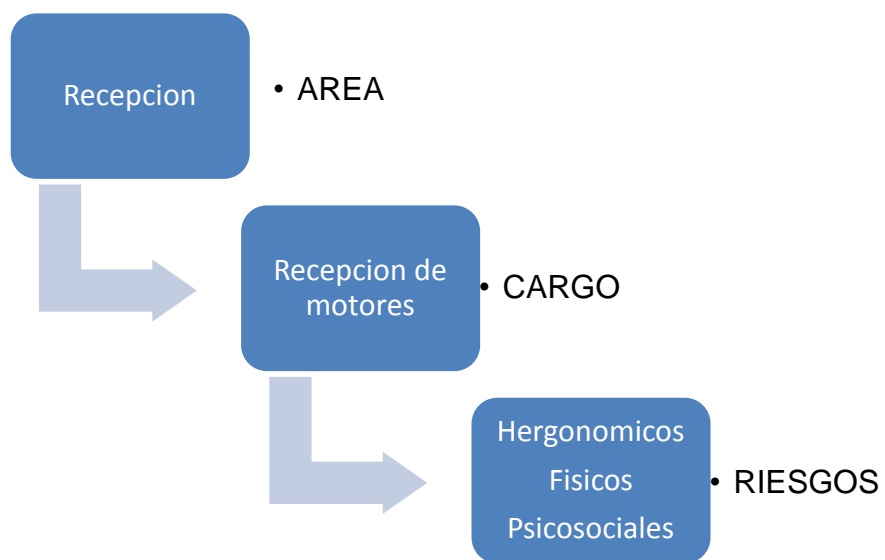 Recepcion
• AREA
Recepcion de
motores
• CARGO
Hergonomicos
Fisicos
Psicosociales
• RIESGOS